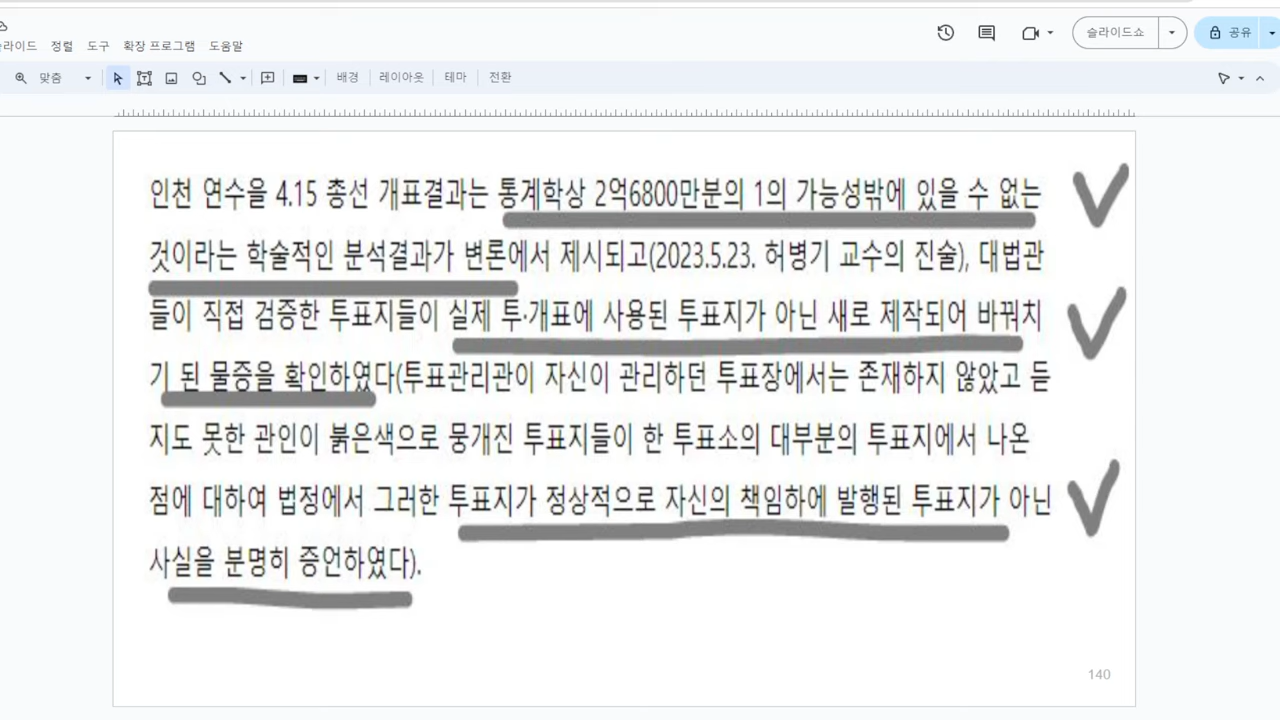 슬라이드 정렬 도구 확장 프로그램 도움말
슬라이드쇼
공유
맞춤
배경 레이아웃 테마 전환
인천 연수을 4.15 총선 개표결과는 통계학상 2억6800만분의 1의 가능성밖에 있을 수 없는
것이라는 학술적인 분석결과가 변론에서 제시되고(2023.5.23. 허병기 교수의 진술), 대법관
들이 직접 검증한 투표지들이 실제 투·개표에 사용된 투표지가 아닌 새로 제작되어 바꿔치
기 된 물증을 확인하였다(투표관리관이 자신이 관리하던 투표장에서는 존재하지 않았고 듣
지도 못한 관인이 붉은색으로 뭉개진 투표지들이 한 투표소의 대부분의 투표지에서 나온
점에 대하여 법정에서 그러한 투표지가 정상적으로 자신의 책임하에 발행된 투표지가 아닌
사실을 분명히 증언하였다).
140